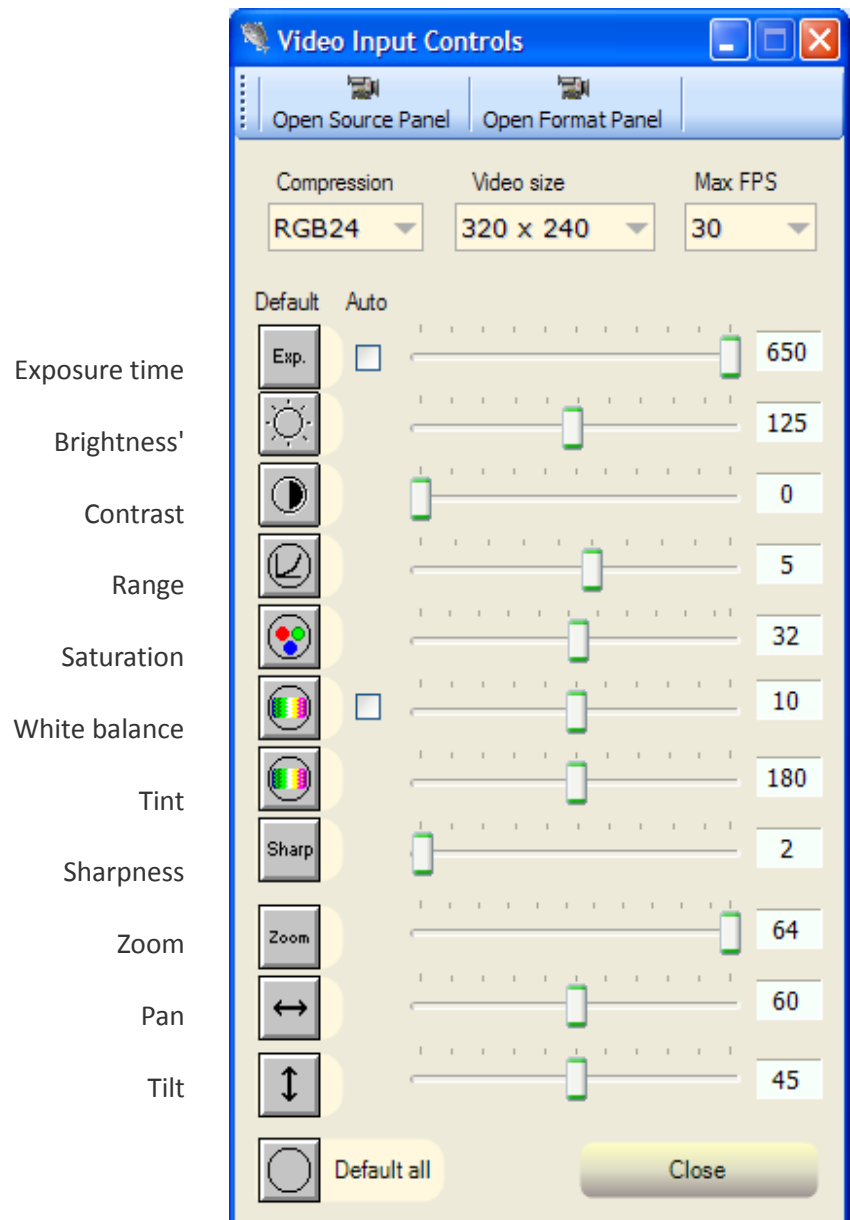 Video Input Controls
Open Source Panel Open Format Panel
Compression Video size Max FPS
RGB24 320 x 240 30
Default Auto
Exposure time Exp. 650
Brightness' 125
Contrast 0
Range 5
Saturation 32
White balance 10
Tint 180
Sharpness Sharp 2
Zoom Zoom 64
Pan 60
Tilt 45
Default all Close